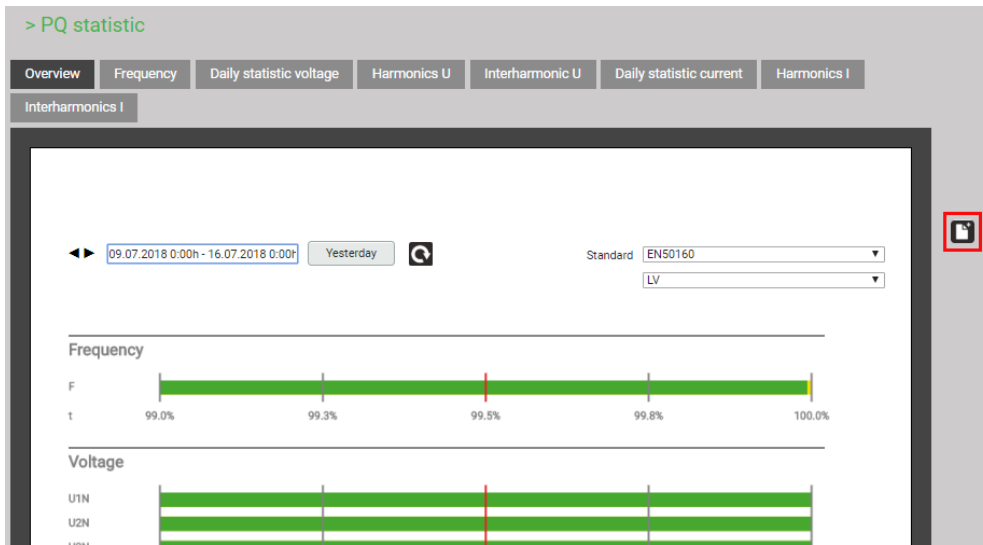 > PQ statistic
Overview Frequency Daily statistic voltage Harmonics U Interharmonic U Daily statistic current Harmonics I
Interharmonics I
09.07.2018 0:00h - 16.07.2018 0:00h Yesterday Standard EN50160
LV
Frequency
F
t 99.0% 99.3% 99.5% 99.8% 100.0%
Voltage
U1N
U2N